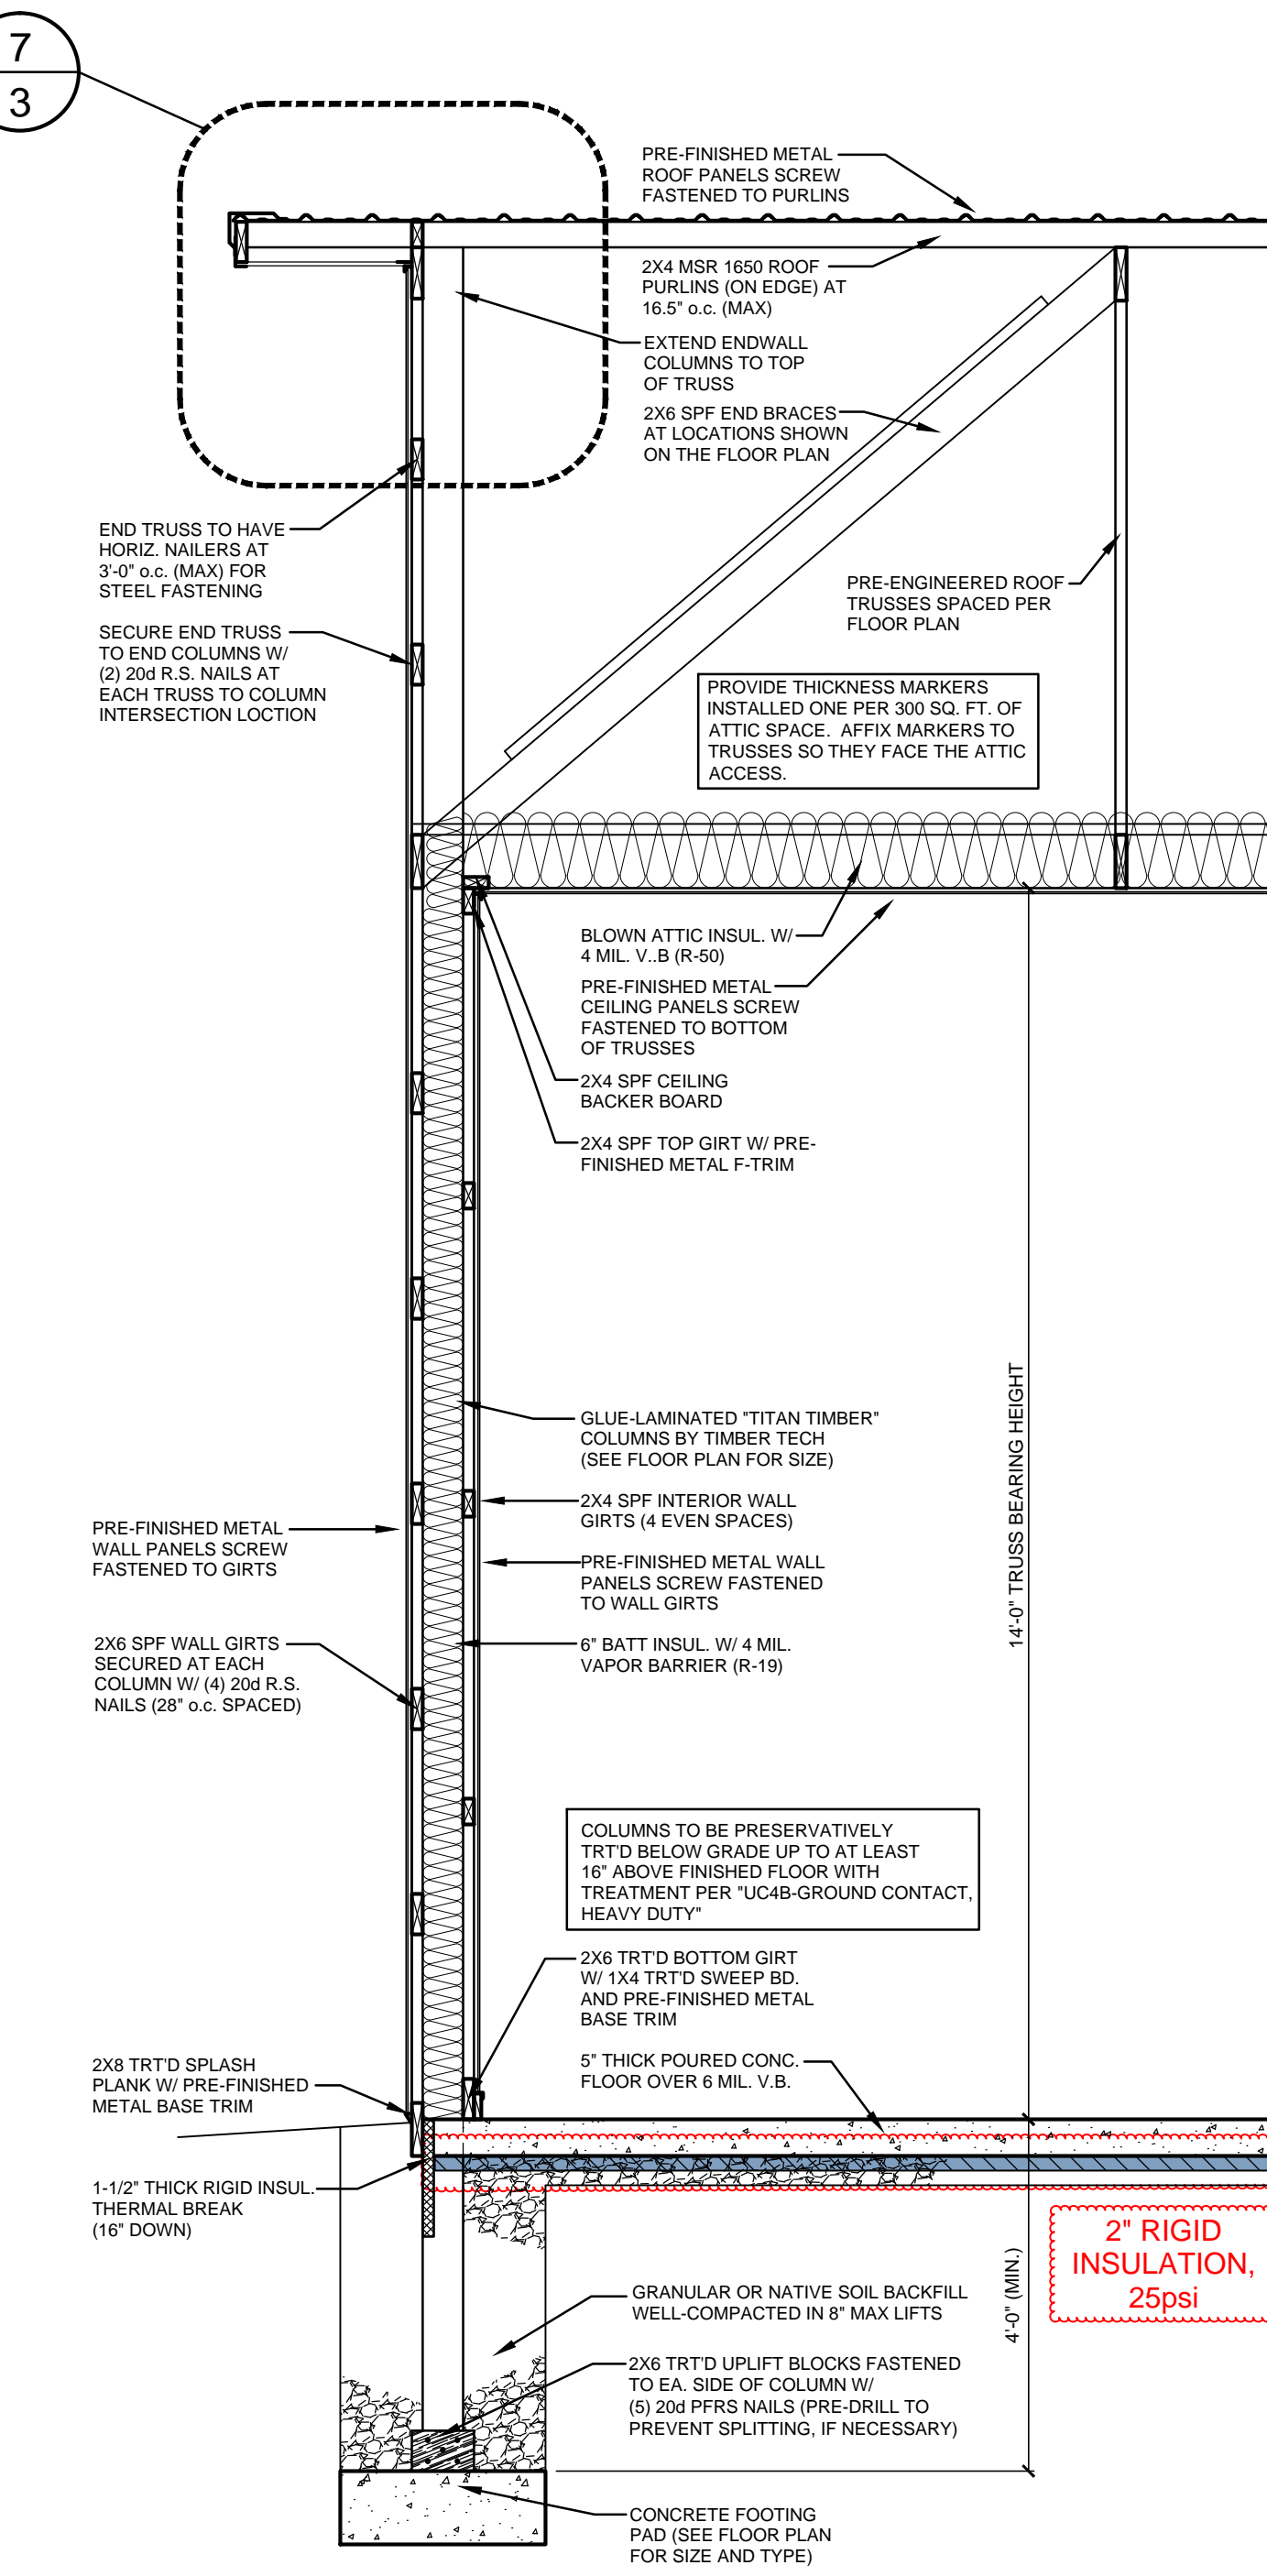 7
3
PRE-FINISHED METAL
ROOF PANELS SCREW
FASTENED TO PURLINS
2X4 MSR 1650 ROOF
PURLINS (ON EDGE) AT
16.5" o.c. (MAX)
EXTEND ENDWALL
COLUMNS TO TOP
OF TRUSS
2X6 SPF END BRACES
AT LOCATIONS SHOWN
ON THE FLOOR PLAN
END TRUSS TO HAVE
HORIZ. NAILERS AT
3'-0" o.c. (MAX) FOR
STEEL FASTENING
PRE-ENGINEERED ROOF
TRUSSES SPACED PER
FLOOR PLAN
SECURE END TRUSS
TO END COLUMNS W/
(2) 20d R.S. NAILS AT
EACH TRUSS TO COLUMN
INTERSECTION LOCTION
PROVIDE THICKNESS MARKERS
INSTALLED ONE PER 300 SQ. FT. OF
ATTIC SPACE.  AFFIX MARKERS TO
TRUSSES SO THEY FACE THE ATTIC
ACCESS.
BLOWN ATTIC INSUL. W/
4 MIL. V..B (R-50)
PRE-FINISHED METAL
CEILING PANELS SCREW
FASTENED TO BOTTOM
OF TRUSSES
2X4 SPF CEILING
BACKER BOARD
2X4 SPF TOP GIRT W/ PRE-
FINISHED METAL F-TRIM
14'-0" TRUSS BEARING HEIGHT
GLUE-LAMINATED "TITAN TIMBER"
COLUMNS BY TIMBER TECH
(SEE FLOOR PLAN FOR SIZE)
2X4 SPF INTERIOR WALL
GIRTS (4 EVEN SPACES)
PRE-FINISHED METAL
WALL PANELS SCREW
FASTENED TO GIRTS
PRE-FINISHED METAL WALL
PANELS SCREW FASTENED
TO WALL GIRTS
2X6 SPF WALL GIRTS
SECURED AT EACH
COLUMN W/ (4) 20d R.S.
NAILS (28" o.c. SPACED)
6" BATT INSUL. W/ 4 MIL.
VAPOR BARRIER (R-19)
COLUMNS TO BE PRESERVATIVELY
TRT'D BELOW GRADE UP TO AT LEAST
16" ABOVE FINISHED FLOOR WITH
TREATMENT PER "UC4B-GROUND CONTACT,
HEAVY DUTY"
2X6 TRT'D BOTTOM GIRT
W/ 1X4 TRT'D SWEEP BD.
AND PRE-FINISHED METAL
BASE TRIM
2X8 TRT'D SPLASH
PLANK W/ PRE-FINISHED
METAL BASE TRIM
5" THICK POURED CONC.
FLOOR OVER 6 MIL. V.B.
1-1/2" THICK RIGID INSUL.
THERMAL BREAK
(16" DOWN)
2" RIGID
INSULATION,
25psi
4'-0" (MIN.)
GRANULAR OR NATIVE SOIL BACKFILL
WELL-COMPACTED IN 8" MAX LIFTS
2X6 TRT'D UPLIFT BLOCKS FASTENED
TO EA. SIDE OF COLUMN W/
(5) 20d PFRS NAILS (PRE-DRILL TO
PREVENT SPLITTING, IF NECESSARY)
CONCRETE FOOTING
PAD (SEE FLOOR PLAN
FOR SIZE AND TYPE)